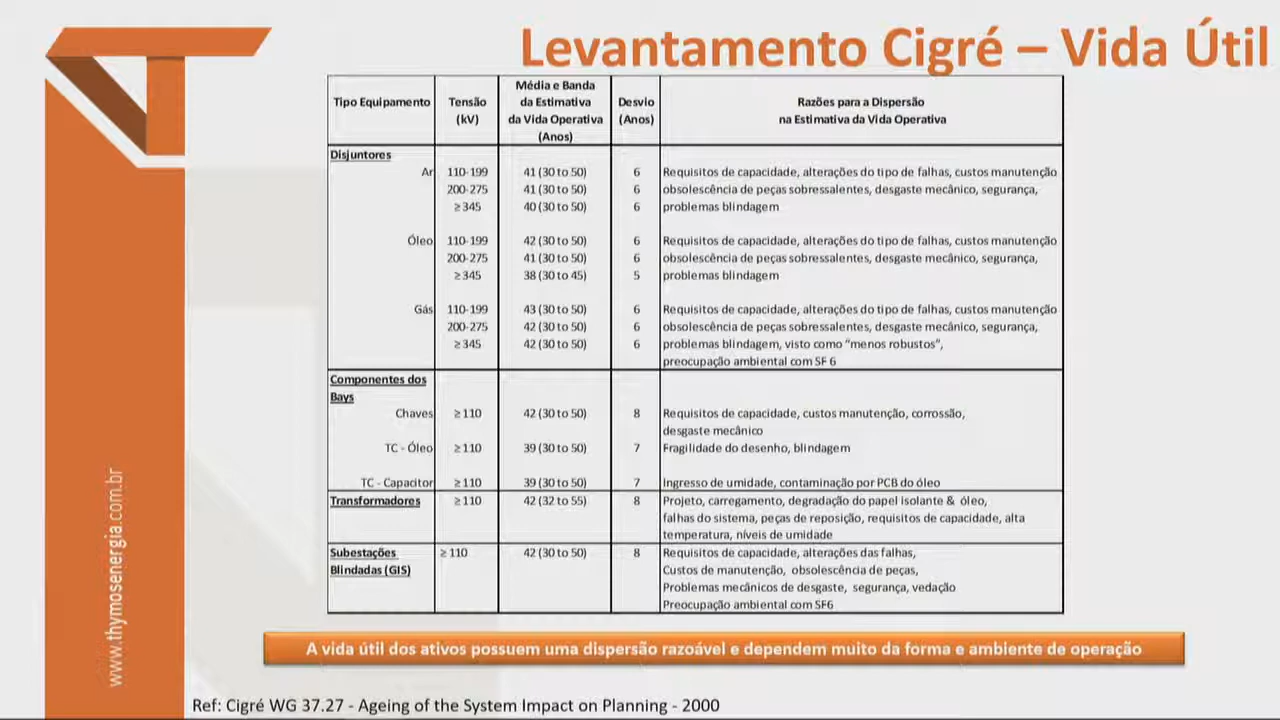 Levantamento Cigré – Vida Útil
Tipo Equipamento
Tensão
(kV)
Média e Banda
da Estimativa
da Vida Operativa
(Anos)
Desvio
(Anos)
Razões para a Dispersão
na Estimativa da Vida Operativa
Disjuntores
Ar 110-199 41 (30 to 50) 6 Requisitos de capacidade, alterações do tipo de falhas, custos manutenção
200-275 41 (30 to 50) 6 obsolescência de peças sobressalentes, desgaste mecânico, segurança,
≥345 40 (30 to 50) 6 problemas blindagem
Óleo 110-199 42 (30 to 50) 6 Requisitos de capacidade, alterações do tipo de falhas, custos manutenção
200-275 41 (30 to 50) 6 obsolescência de peças sobressalentes, desgaste mecânico, segurança,
≥345 38 (30 to 45) 5 problemas blindagem
Gás 110-199 43 (30 to 50) 6 Requisitos de capacidade, alterações do tipo de falhas, custos manutenção
200-275 42 (30 to 50) 6 obsolescência de peças sobressalentes, desgaste mecânico, segurança,
≥345 42 (30 to 50) 6 problemas blindagem, visto como “menos robustos”,
preocupação ambiental com SF6
Componentes dos
Bays
Chaves ≥110 42 (30 to 50) 8 Requisitos de capacidade, custos manutenção, corrossão,
desgaste mecânico
TC - Óleo ≥110 39 (30 to 50) 7 Fragilidade do desenho, blindagem
TC - Capacitor ≥110 39 (30 to 50) 7 Ingresso de umidade, contaminação por PCB do óleo
Transformadores ≥110 42 (32 to 55) 8 Projeto, carregamento, degradação do papel isolante & óleo,
falhas do sistema, peças de reposição, requisitos de capacidade, alta
temperatura, níveis de umidade
Subestações ≥ 110 42 (30 to 50) 8 Requisitos de capacidade, alterações das falhas,
Blindadas (GIS) Custos de manutenção, obsolescência de peças,
Problemas mecânicos de desgaste, segurança, vedação
Preocupação ambiental com SF6
A vida útil dos ativos possuem uma dispersão razoável e dependem muito da forma e ambiente de operação
Ref: Cigré WG 37.27 - Ageing of the System Impact on Planning - 2000
www.thymosenergia.com.br